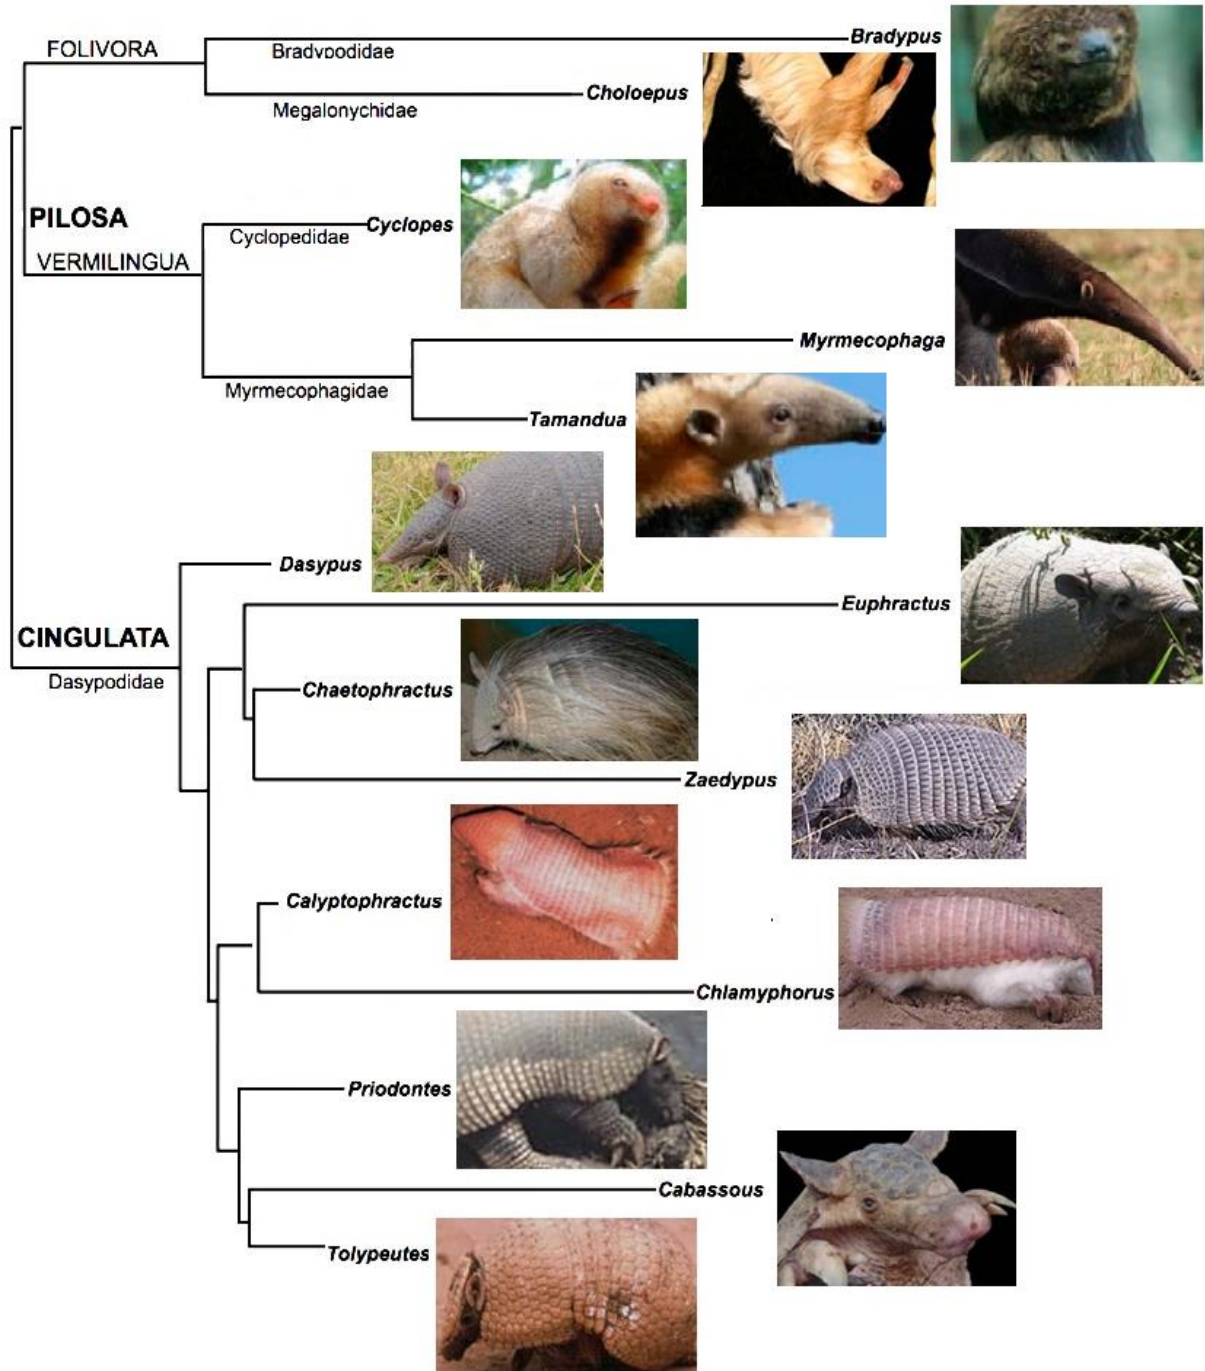 FOLIVORA
Bradypodidae
Bradypus
Choloepus
Megalonychidae
PILOSA
VERMILINGUA
Cyclopedidae
Cyclopes
Myrmecophaga
Myrmecophagidae
Tamandua
Dasypus
Euphractus
CINGULATA
Dasypodidae
Chaetophractus
Zaedypus
Calyptophractus
Chlamyphorus
Priodontes
Cabassous
Tolypeutes